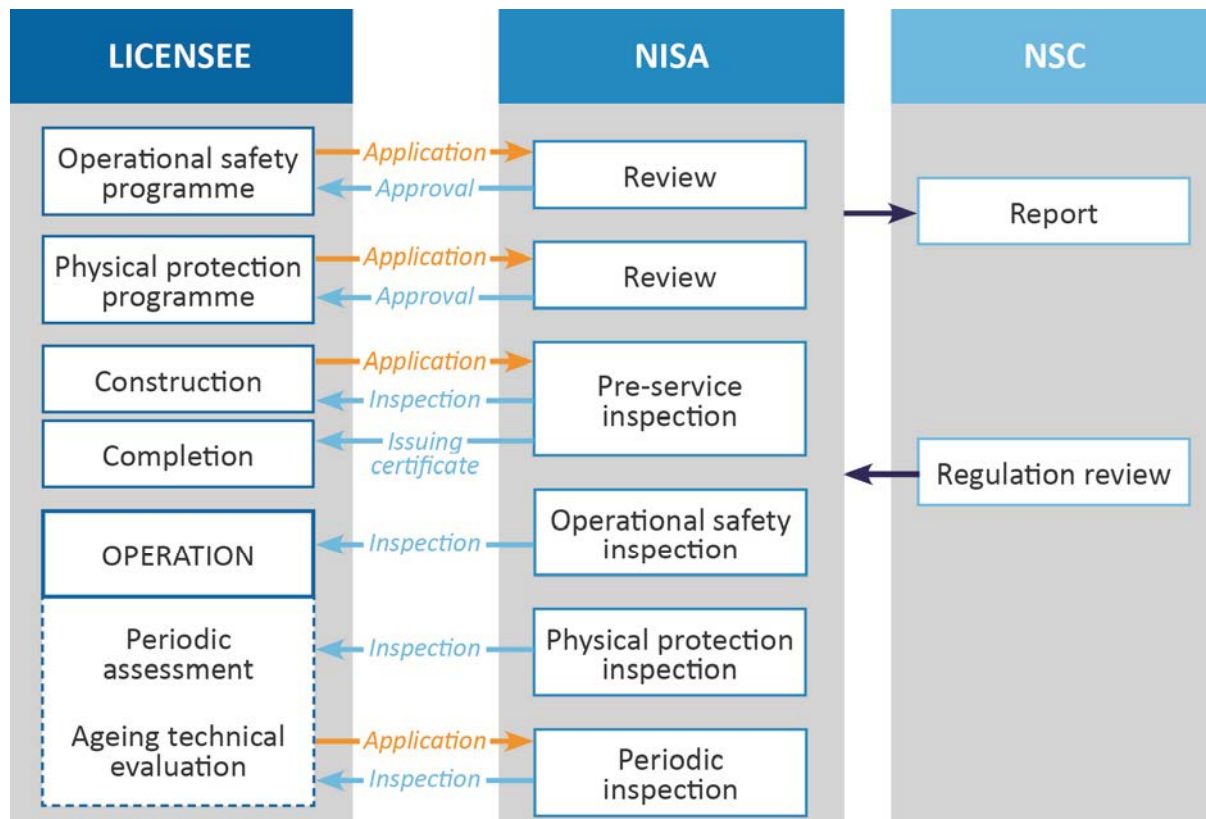 LICENSEE
NISA
NSC
Operational safety
programme
Application
Approval
Review
Report
Physical protection
programme
Application
Approval
Review
Construction
Completion
Application
Inspection
Issuing
certificate
Pre-service
inspection
Regulation review
OPERATION
Inspection
Operational safety
inspection
Periodic
assessment
Inspection
Physical protection
inspection
Ageing technical
evaluation
Application
Inspection
Periodic
inspection